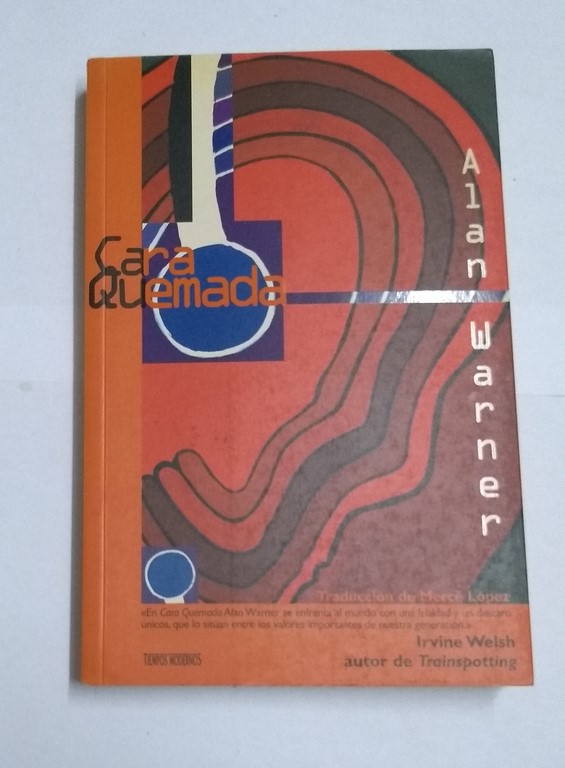 Alan Warner
Cara
Quemada
Traducción de Mercè López
«En Cara Quemada Alan Warner se enfrenta al mundo con una frialdad y un descaro
únicos, que lo sitúan entre los valores importantes de nuestra generación.»
Irvine Welsh
autor de Trainspotting
TIEMPOS MODERNOS